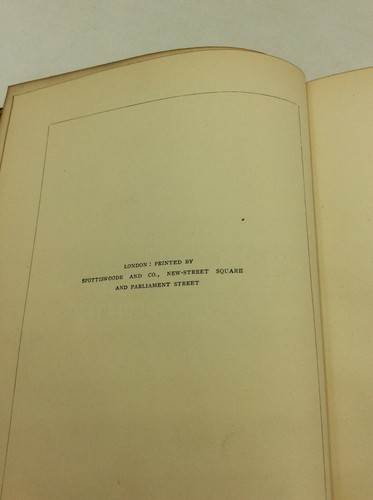 LONDON: PRINTED BY
SPOTTISWOODE AND CO., NEW-STREET SQUARE
AND PARLIAMENT STREET